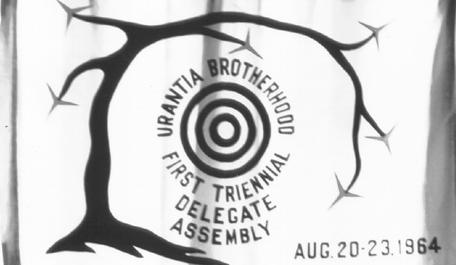 URANTIA BROTHERHOOD
FIRST TRIENNIAL
DELEGATE
ASSEMBLY
AUG. 20-23, 1964